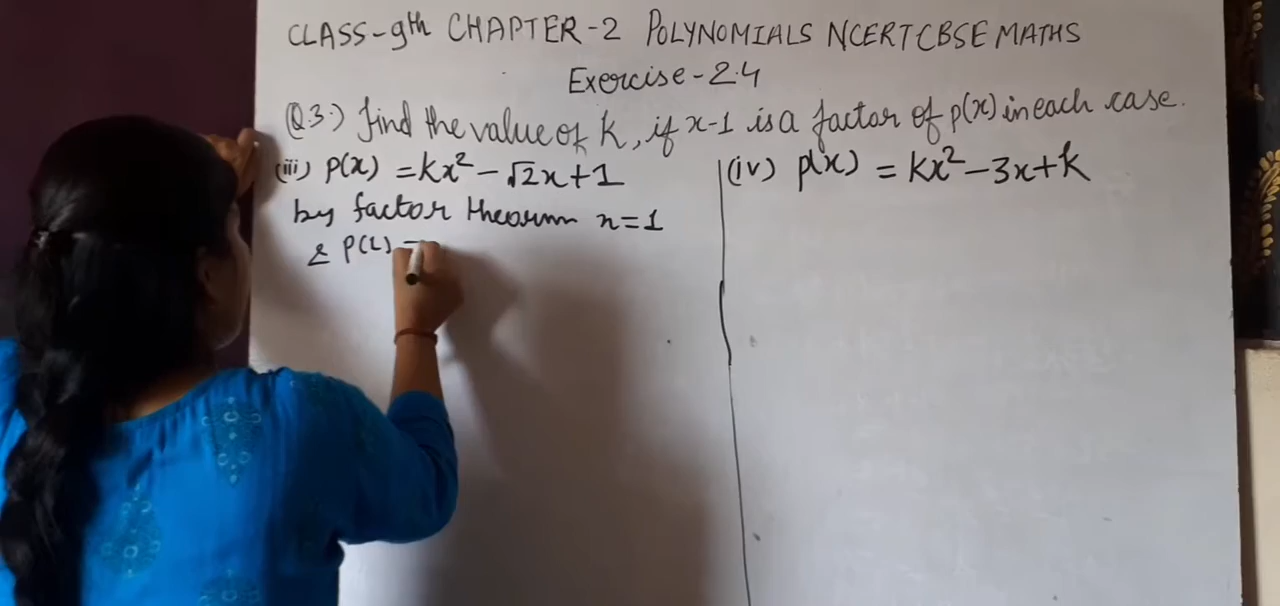 CLASS-9th CHAPTER-2 POLYNOMIALS NCERT CBSE MATHS
Exercise-2.4
Q3:) find the value of K, if x-1 is a factor of p(x) in each case.
(iii) p(x) = kx² - √2x + 1
by factor theorem x=1
& P(1) =
(iv) p(x) = kx² - 3x + k